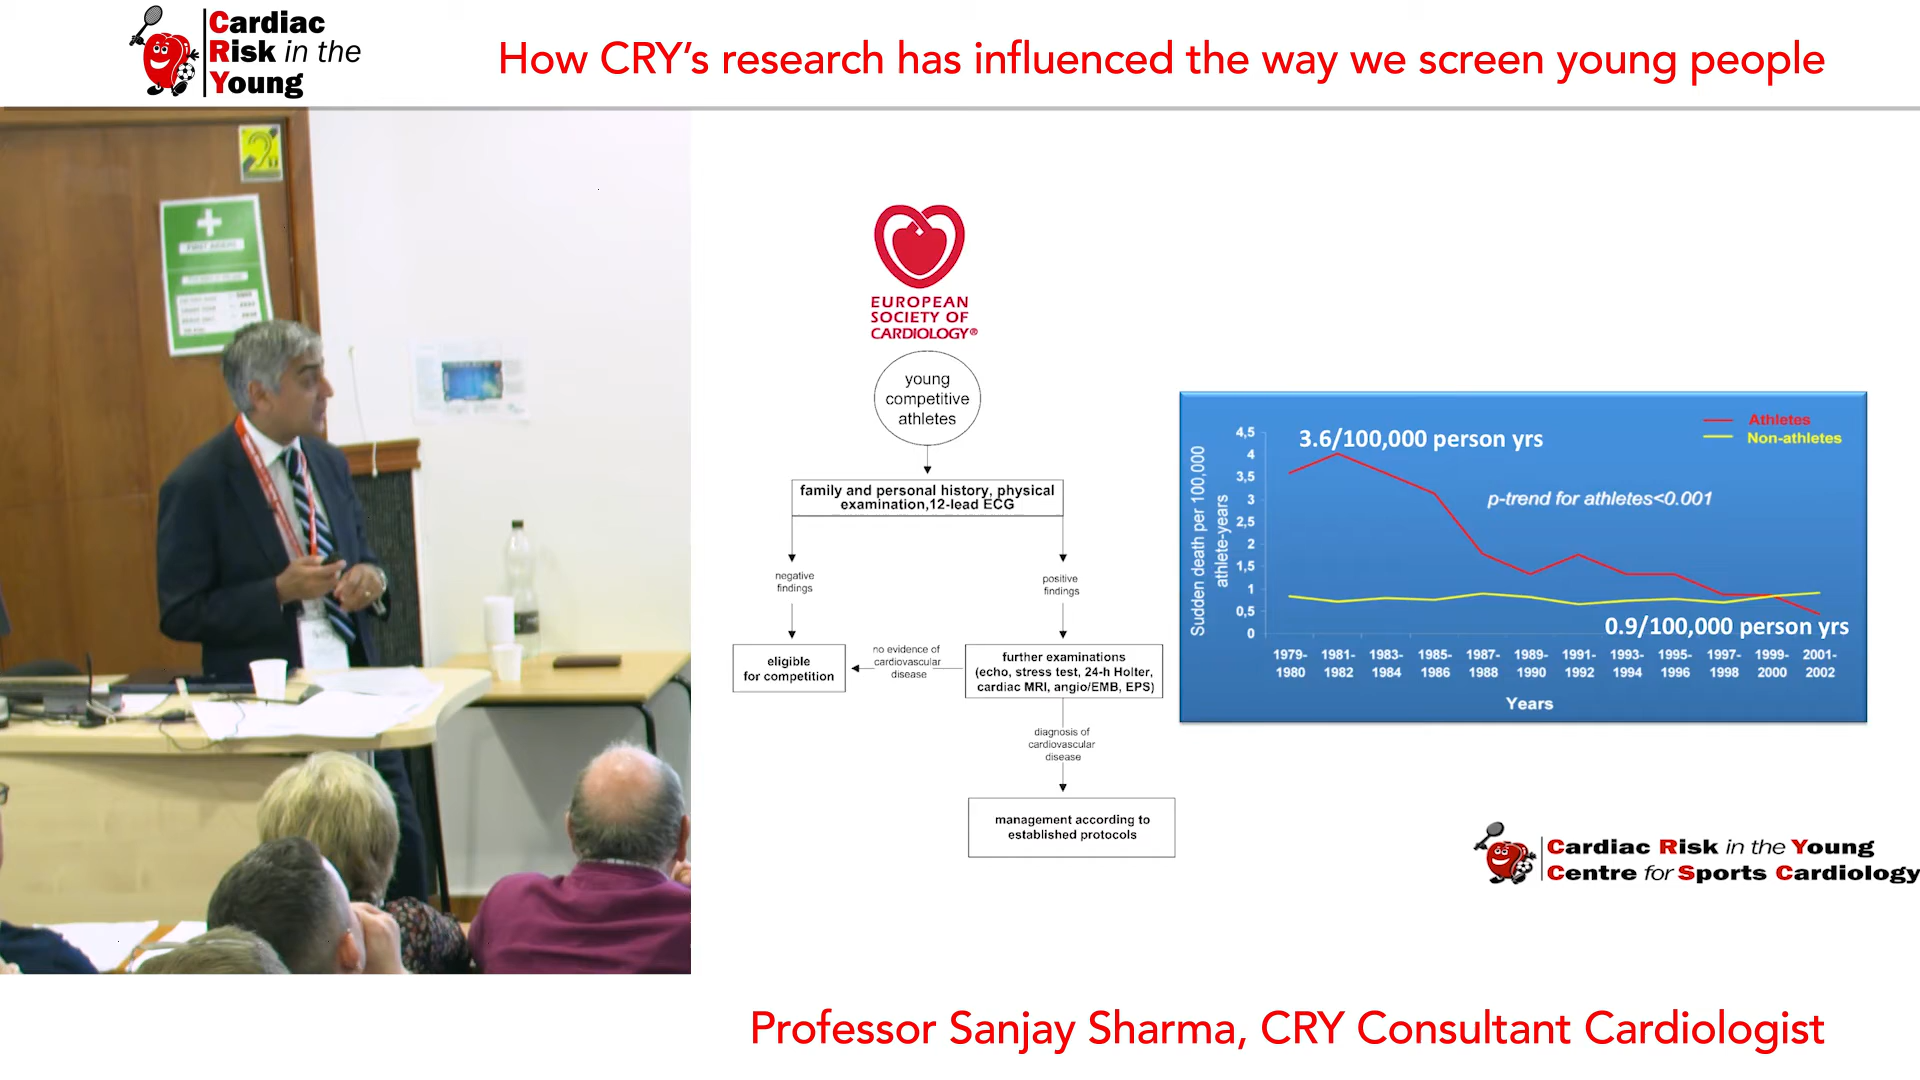 Cardiac
Risk in the
Young
How CRY's research has influenced the way we screen young people
FIRST AIDERS
EUROPEAN
SOCIETY OF
CARDIOLOGY®
young
competitive
athletes
family and personal history, physical
examination,12-lead ECG
negative
findings
positive
findings
eligible
for competition
no evidence of
cardiovascular
disease
further examinations
(echo, stress test, 24-h Holter,
cardiac MRI, angio/EMB, EPS)
diagnosis of
cardiovascular
disease
management according to
established protocols
Athletes
Non-athletes
3.6/100,000 person yrs
p-trend for athletes<0.001
0.9/100,000 person yrs
Sudden death per 100,000
athlete-years
4,5
4
3,5
3
2,5
2
1,5
1
0,5
0
1979-
1980
1981-
1982
1983-
1984
1985-
1986
1987-
1988
1989-
1990
1991-
1992
1993-
1994
1995-
1996
1997-
1998
1999-
2000
2001-
2002
Years
Cardiac Risk in the Young
Centre for Sports Cardiology
Professor Sanjay Sharma, CRY Consultant Cardiologist